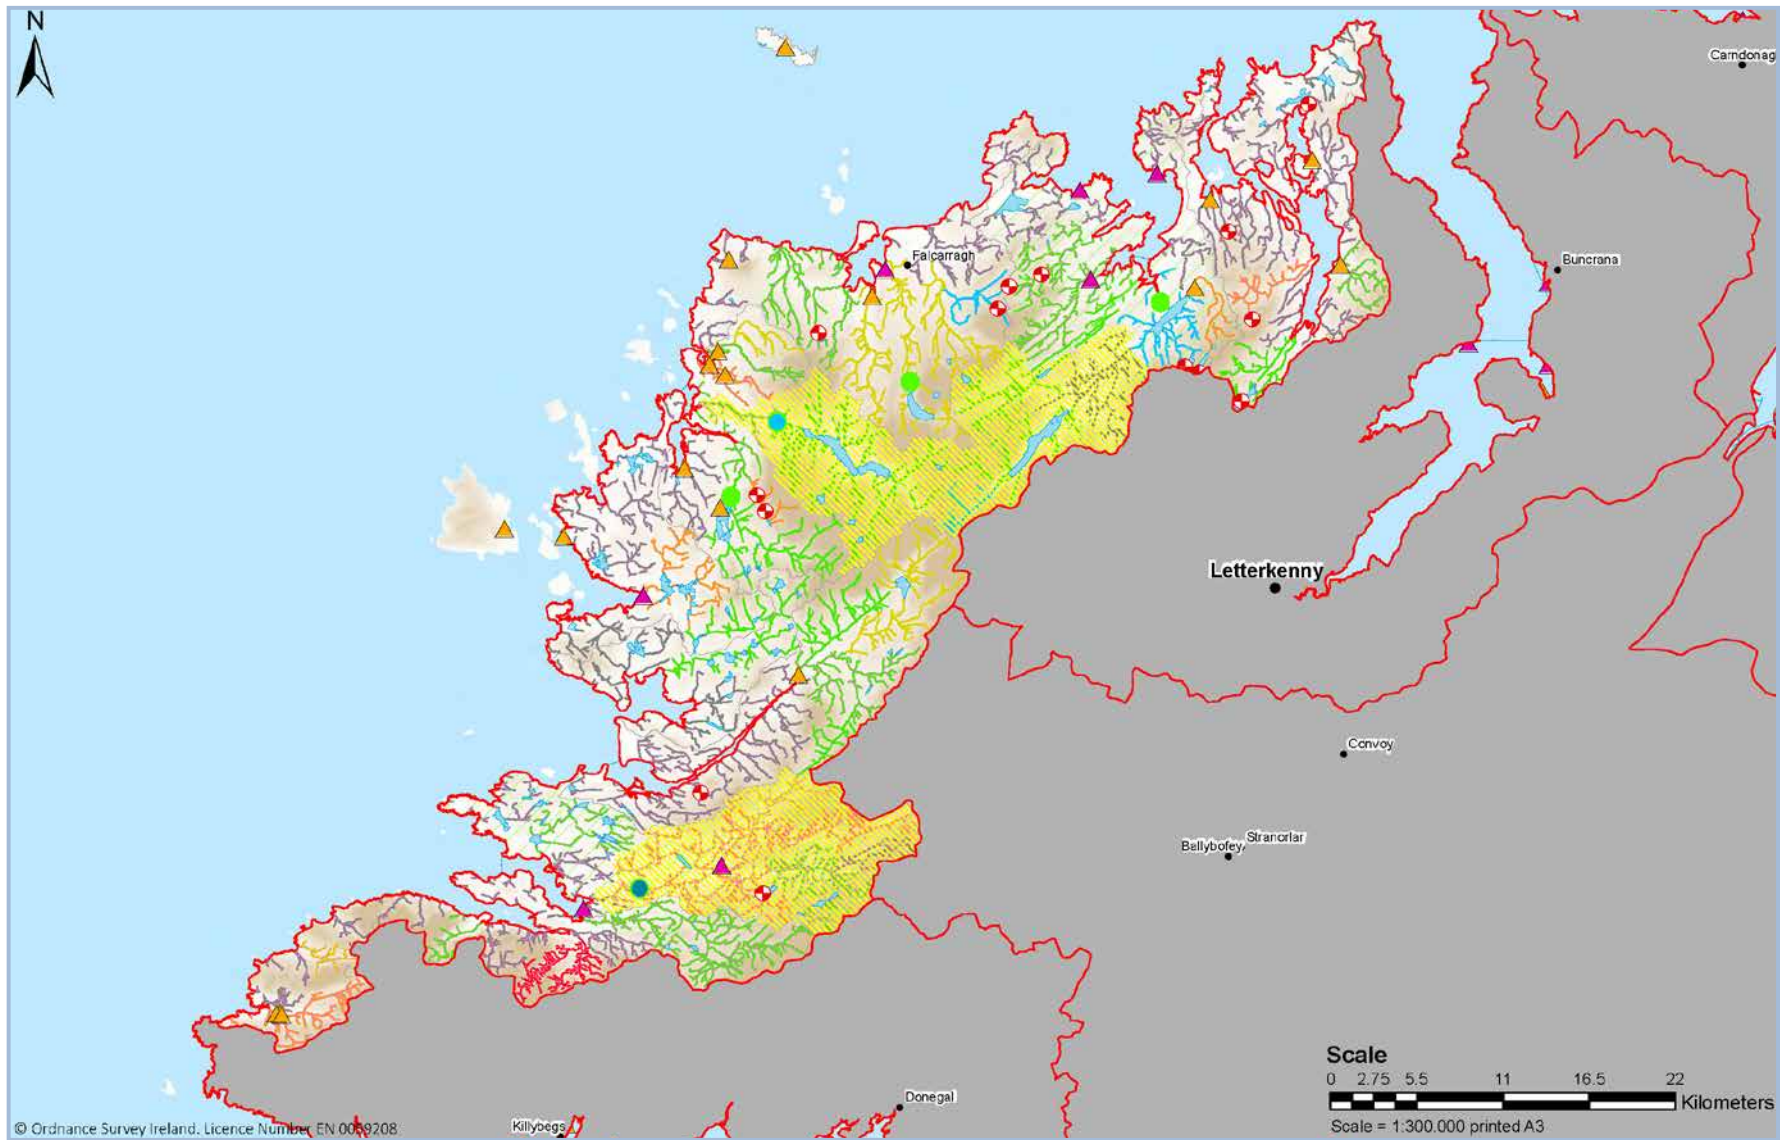 N
Carndonag
Falcarragh
Buncrana
Letterkenny
Convoy
Stranorlar
Ballybofey
Scale
0 2.75 5.5 11 16.5 22
Kilometers
Scale = 1:300.000 printed A3
Donegal
Killybegs
© Ordnance Survey Ireland. Licence Number EN 0059208